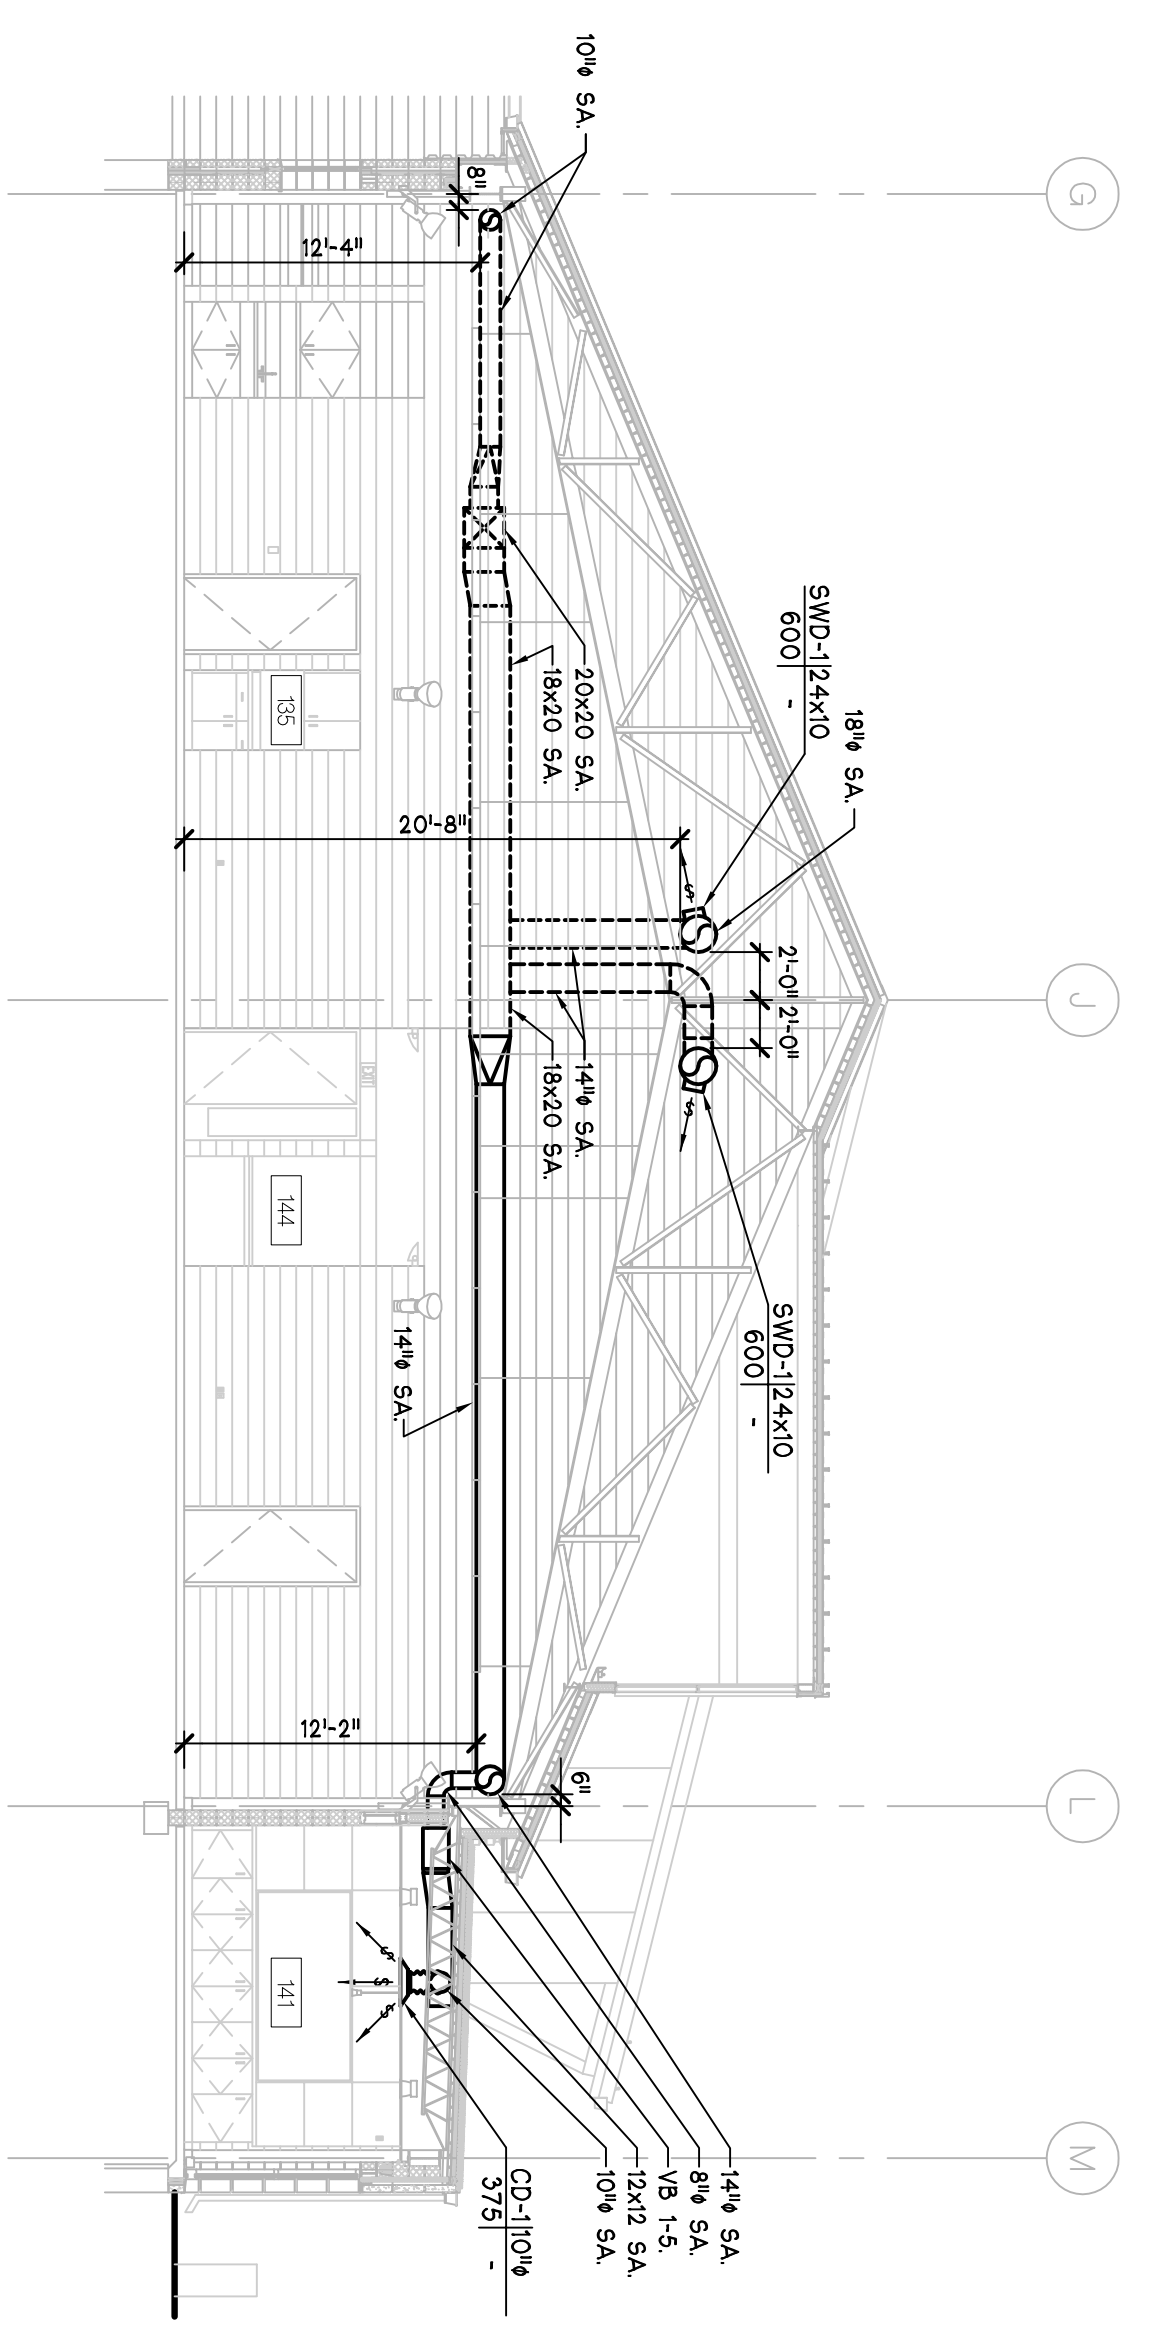 G
J
L
M
10"ø SA.
8"
12'-4"
SWD-1 24x10
600 -
18"ø SA.
20x20 SA.
18x20 SA.
135
20'-8"
2'-0" 2'-0"
14"ø SA.
18x20 SA.
S
S
EXIT
144
SWD-1 24x10
600 -
14"ø SA.
12'-2"
6"
14"ø SA.
8"ø SA.
VB 1-5.
12x12 SA.
10"ø SA.
CD-1 10"ø
375 -
S
S
S
141